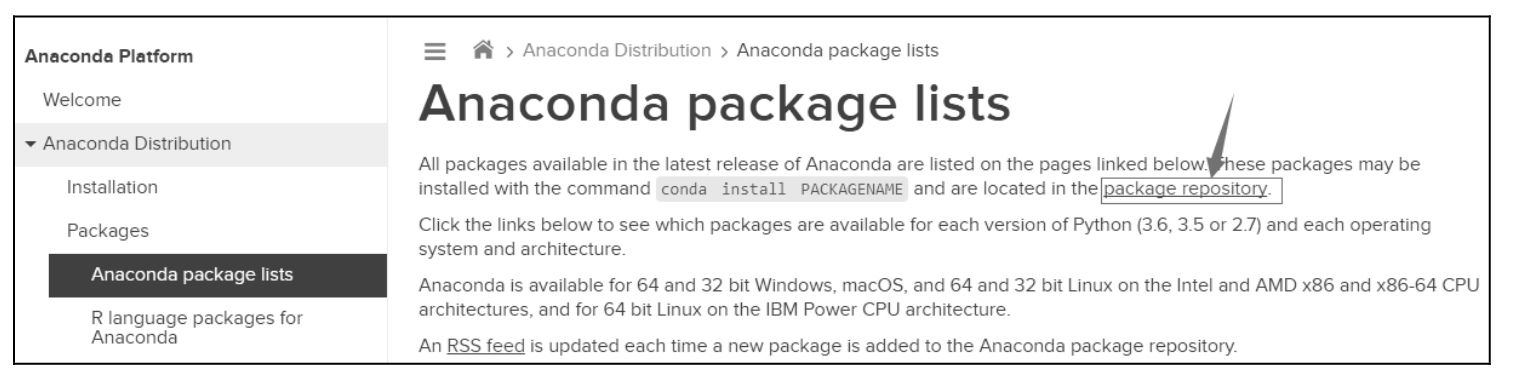 Anaconda Platform
Welcome
Anaconda Distribution
Installation
Packages
Anaconda package lists
R language packages for
Anaconda
> Anaconda Distribution > Anaconda package lists
Anaconda package lists
All packages available in the latest release of Anaconda are listed on the pages linked below. These packages may be
installed with the command conda install PACKAGENAME and are located in the package repository.
Click the links below to see which packages are available for each version of Python (3.6, 3.5 or 2.7) and each operating
system and architecture.
Anaconda is available for 64 and 32 bit Windows, macOS, and 64 and 32 bit Linux on the Intel and AMD x86 and x86-64 CPU
architectures, and for 64 bit Linux on the IBM Power CPU architecture.
An RSS feed is updated each time a new package is added to the Anaconda package repository.